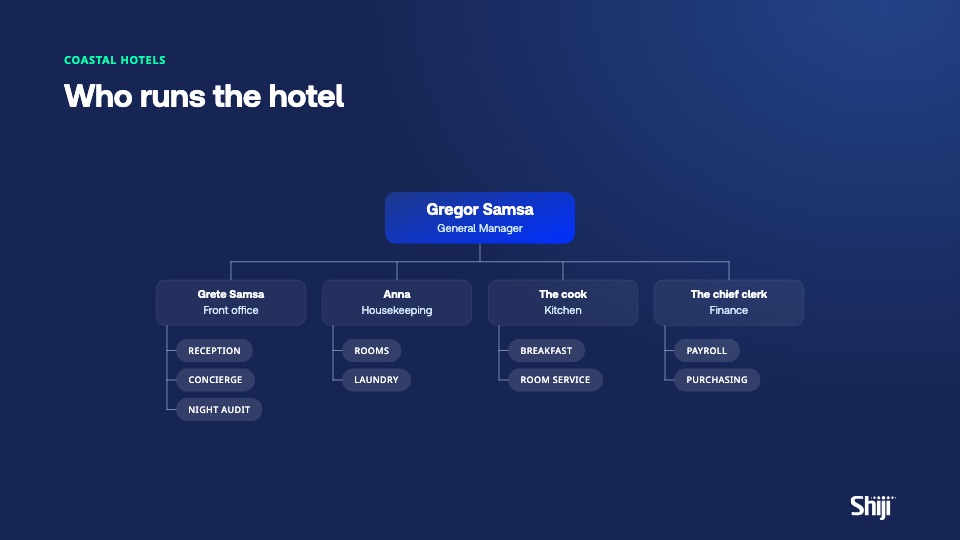 COASTAL HOTELS
Who runs the hotel
Gregor Samsa
General Manager
Grete Samsa
Front office
RECEPTION
CONCIERGE
NIGHT AUDIT
Anna
Housekeeping
ROOMS
LAUNDRY
The cook
Kitchen
BREAKFAST
ROOM SERVICE
The chief clerk
Finance
PAYROLL
PURCHASING
Shiji